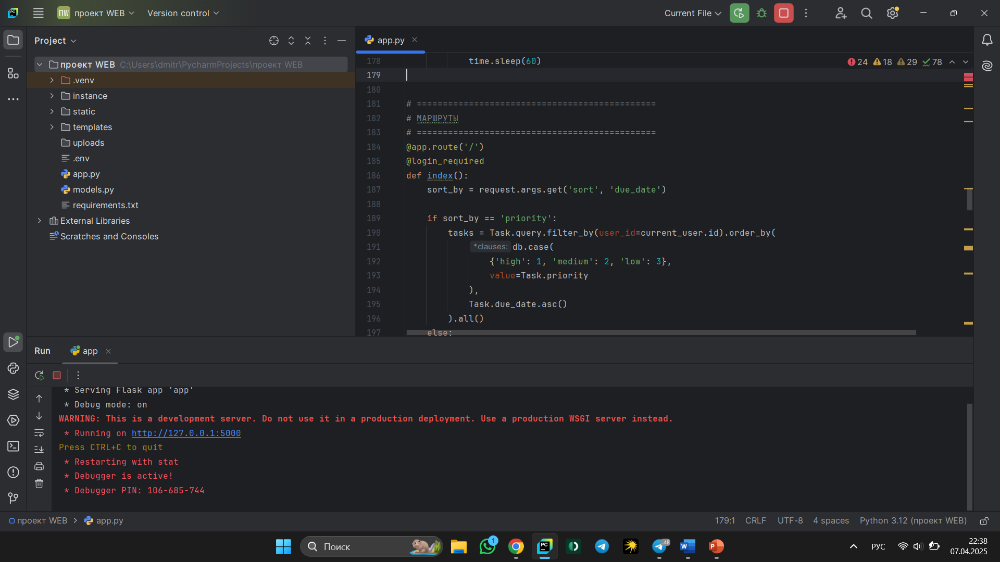 PC
ПW проект WEB
Version control
Current File
Project
app.py
проект WEB C:\Users\dmitr\PycharmProjects\проект WEB
.venv
instance
static
templates
uploads
.env
app.py
models.py
requirements.txt
External Libraries
Scratches and Consoles
24 18 29 78
178 time.sleep(60)
179
180
181 # ==============================================
182 # МАРШРУТЫ
183 # ==============================================
184 @app.route('/')
185 @login_required
186 def index():
187 sort_by = request.args.get('sort', 'due_date')
188
189 if sort_by == 'priority':
190 tasks = Task.query.filter_by(user_id=current_user.id).order_by(
191 *clauses: db.case(
192 {'high': 1, 'medium': 2, 'low': 3},
193 value=Task.priority
194 ),
195 Task.due_date.asc()
196 ).all()
197 else:
Run
app
* Serving Flask app 'app'
* Debug mode: on
WARNING: This is a development server. Do not use it in a production deployment. Use a production WSGI server instead.
* Running on http://127.0.0.1:5000
Press CTRL+C to quit
* Restarting with stat
* Debugger is active!
* Debugger PIN: 106-685-744
проект WEB > app.py
179:1 CRLF UTF-8 4 spaces Python 3.12 (проект WEB)
Поиск
1
PC
48
W
P
РУС
22:38
07.04.2025